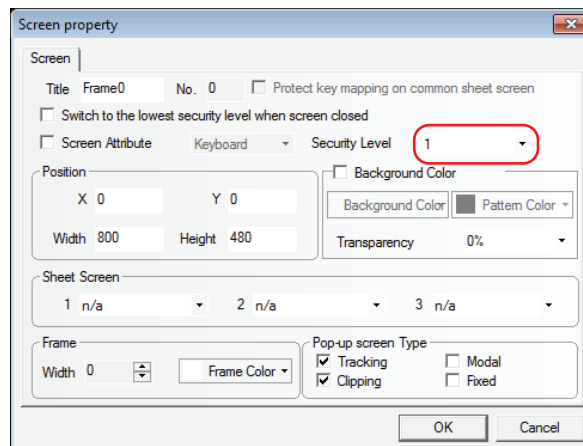 Screen property
Screen
Title Frame0 No. 0 Protect key mapping on common sheet screen
Switch to the lowest security level when screen closed
Screen Attribute Keyboard Security Level 1
Position Background Color
X 0 Y 0 Background Color Pattern Color
Width 800 Height 480 Transparency 0%
Sheet Screen
1 n/a 2 n/a 3 n/a
Frame Pop-up screen Type
Width 0 Frame Color Tracking Modal
Clipping Fixed
OK Cancel